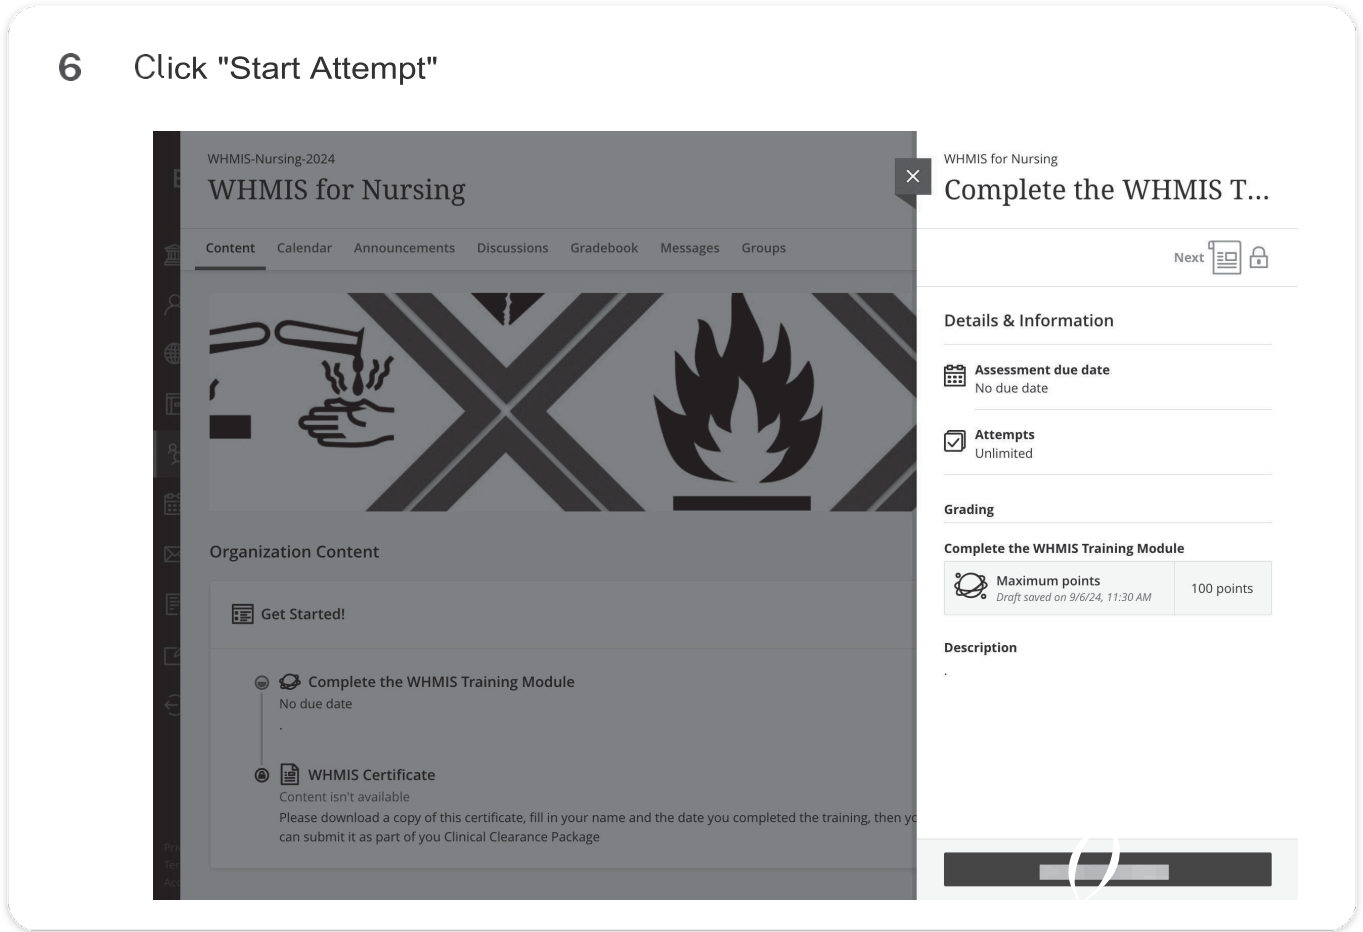 6 Click "Start Attempt"
WHMIS-Nursing-2024
WHMIS for Nursing
Content Calendar Announcements Discussions Gradebook Messages Groups
Organization Content
Get Started!
Complete the WHMIS Training Module
No due date
.
WHMIS Certificate
Content isn't available
Please download a copy of this certificate, fill in your name and the date you completed the training, then
can submit it as part of you Clinical Clearance Package
WHMIS for Nursing
Complete the WHMIS T...
Next
Details & Information
Assessment due date
No due date
Attempts
Unlimited
Grading
Complete the WHMIS Training Module
Maximum points
Draft saved on 9/6/24, 11:30 AM
100 points
Description
.